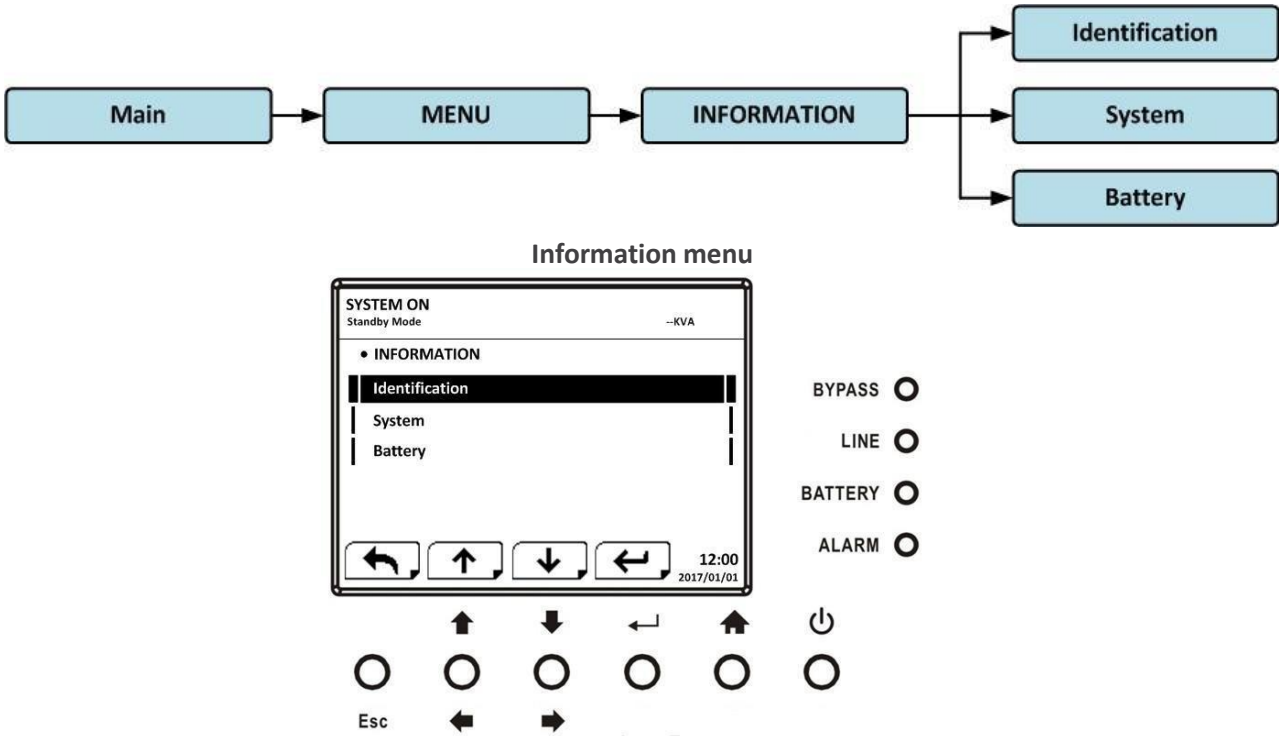 Identification
Main
MENU
INFORMATION
System
Battery
Information menu
SYSTEM ON
Standby Mode
--KVA
• INFORMATION
Identification
System
Battery
12:00
2017/01/01
BYPASS
LINE
BATTERY
ALARM
Esc